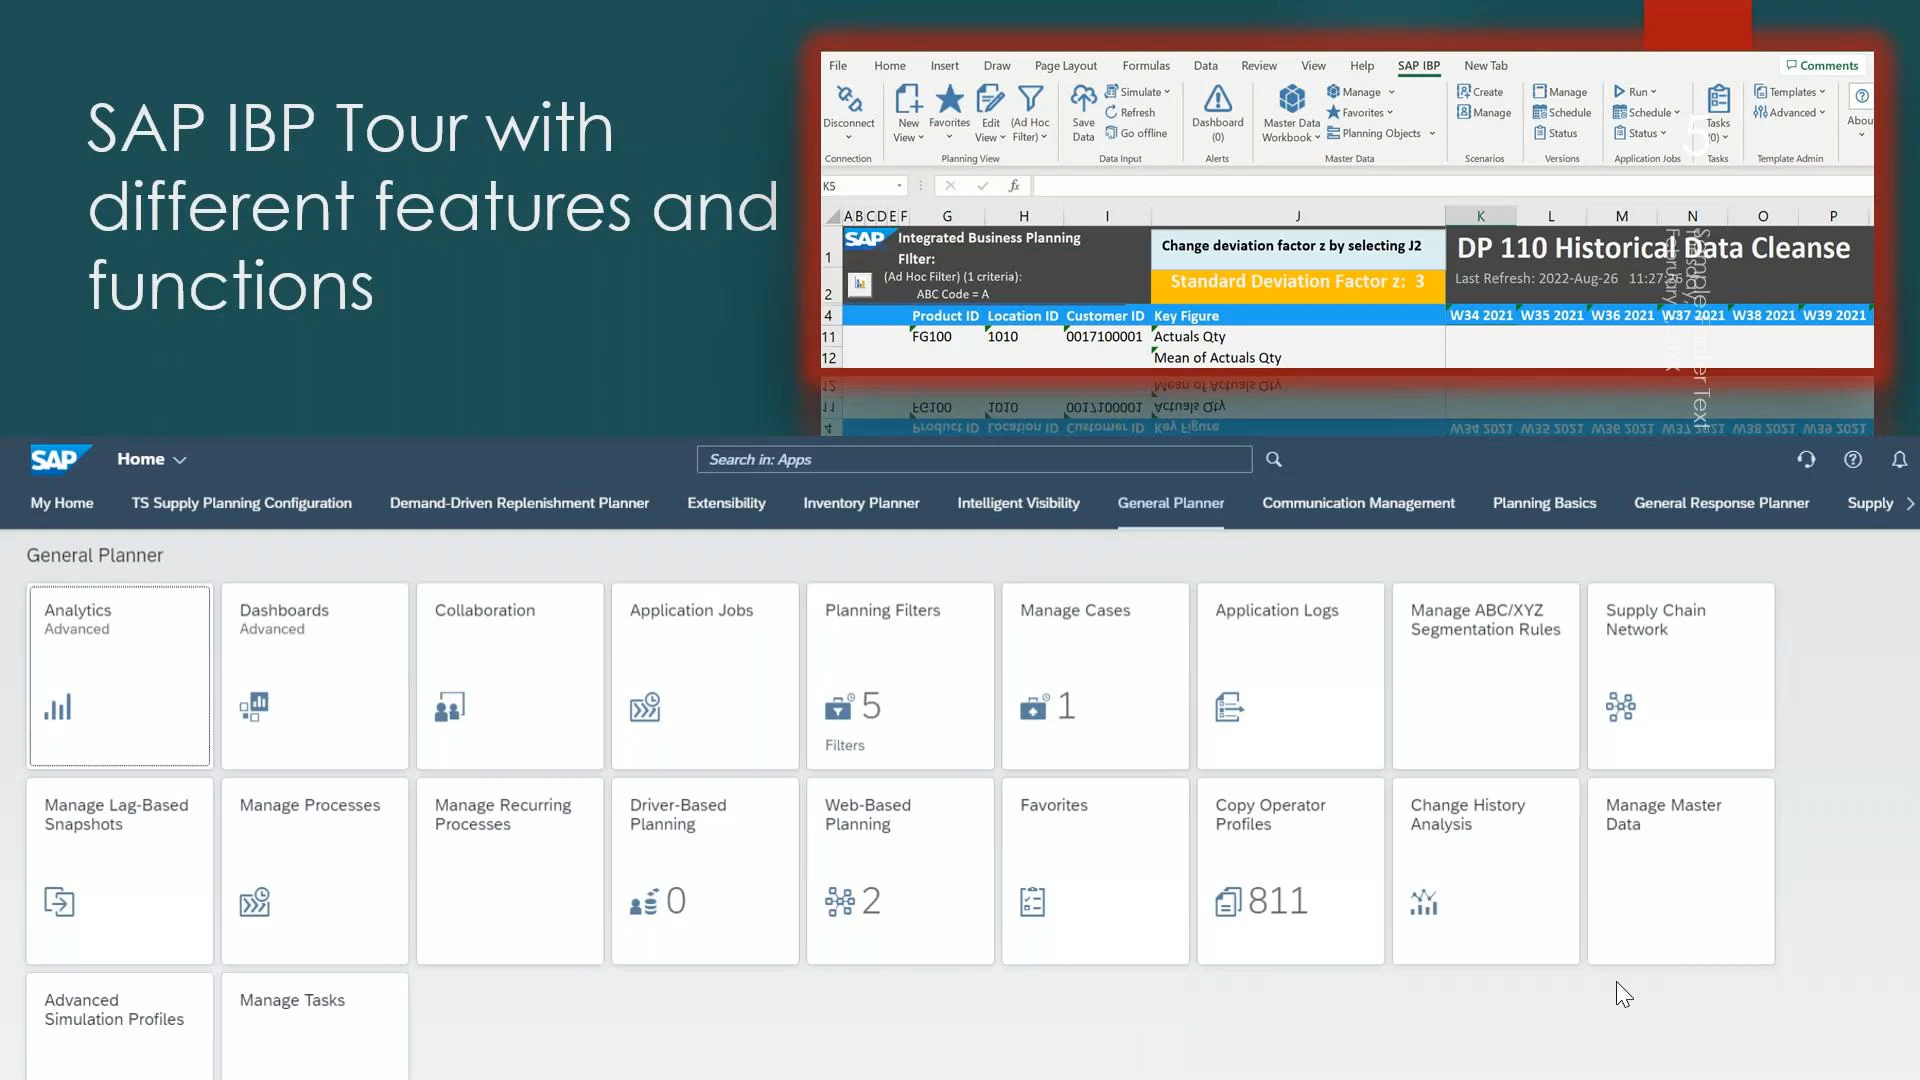 SAP IBP Tour with
different features and
functions
File Home Insert Draw Page Layout Formulas Data Review View Help SAP IBP New Tab Comments
Disconnect
New View
Favorites
Edit View
(Ad Hoc Filter)
Save Data
Simulate
Refresh
Go offline
Dashboard (0)
Master Data Workbook
Manage
Favorites
Planning Objects
Create
Manage
Manage
Schedule
Status
Run
Schedule
Status
Tasks (0)
Templates
Advanced
Connection Planning View Data Input Alerts Master Data Scenarios Versions Application Jobs Tasks Template Admin
5
K5 fx
A B C D E F G H I J K L M N O P
1 SAP Integrated Business Planning
FIlter:
Change deviation factor z by selecting J2
DP 110 Historical Data Cleanse
2 (Ad Hoc Filter) (1 criteria):
ABC Code = A
Standard Deviation Factor z: 3
Last Refresh: 2022-Aug-26 11:27:
4 Product ID Location ID Customer ID Key Figure W34 2021 W35 2021 W36 2021 W37 2021 W38 2021 W39 2021
11 FG100 1010 0017100001 Actuals Qty
12 Mean of Actuals Qty
SAP Home Search in: Apps
My Home TS Supply Planning Configuration Demand-Driven Replenishment Planner Extensibility Inventory Planner Intelligent Visibility General Planner Communication Management Planning Basics General Response Planner Supply
General Planner
Analytics
Advanced
Dashboards
Advanced
Collaboration
Application Jobs
Planning Filters
5
Filters
Manage Cases
1
Application Logs
Manage ABC/XYZ
Segmentation Rules
Supply Chain
Network
Manage Lag-Based
Snapshots
Manage Processes
Manage Recurring
Processes
Driver-Based
Planning
0
Web-Based
Planning
2
Favorites
Copy Operator
Profiles
811
Change History
Analysis
Manage Master
Data
Advanced
Simulation Profiles
Manage Tasks